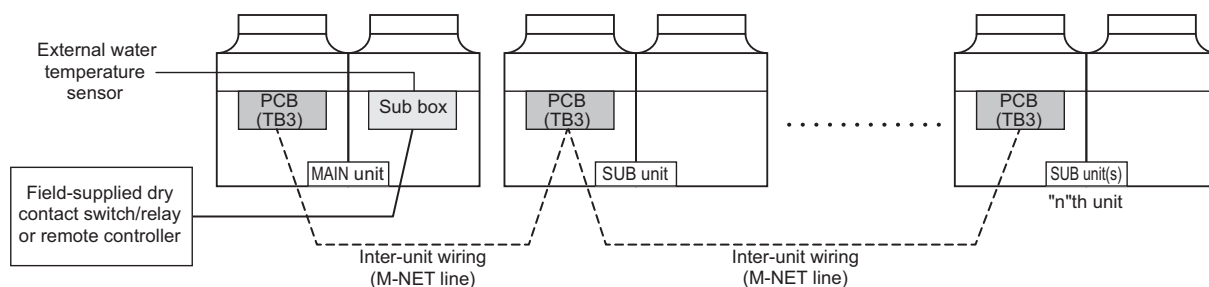 External water
temperature
sensor
PCB
(TB3)
Sub box
MAIN unit
PCB
(TB3)
SUB unit
PCB
(TB3)
SUB unit(s)
"n"th unit
Field-supplied dry
contact switch/relay
or remote controller
Inter-unit wiring
(M-NET line)
Inter-unit wiring
(M-NET line)